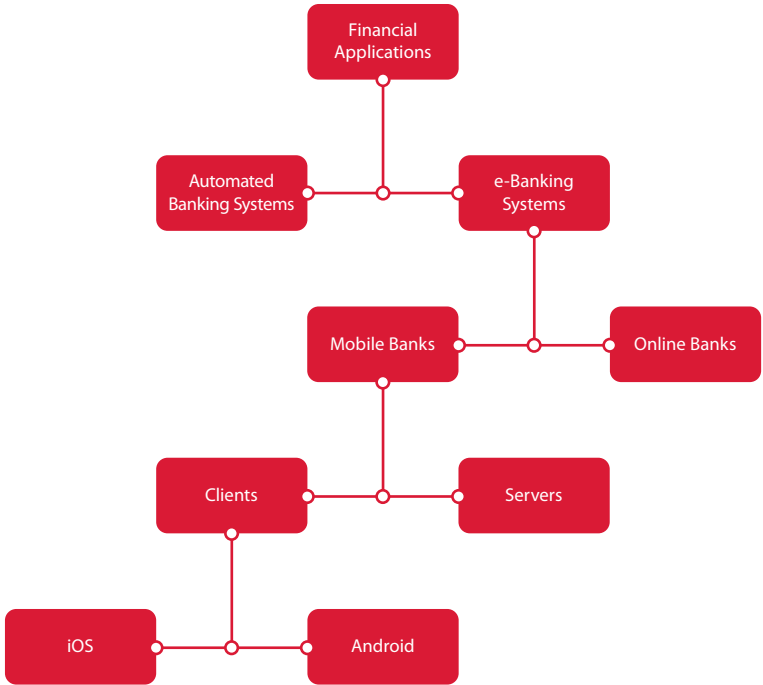 Financial
Applications
Automated
Banking Systems
e-Banking
Systems
Mobile Banks
Online Banks
Clients
Servers
iOS
Android